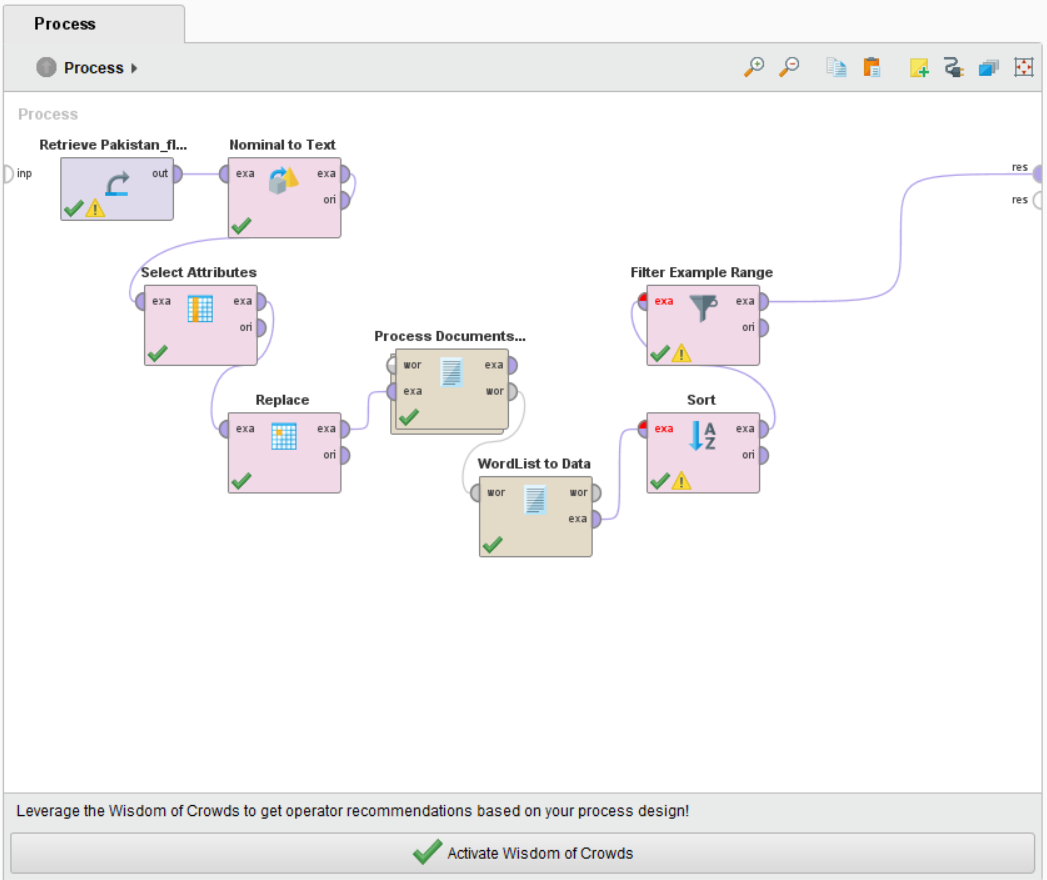 Process
Process
Process
Retrieve Pakistan_fl...
Nominal to Text
inp
out
exa
exa
ori
res
res
Select Attributes
exa
exa
ori
Filter Example Range
exa
exa
ori
Process Documents...
wor
exa
exa
wor
Replace
exa
exa
ori
Sort
exa
exa
ori
A
Z
WordList to Data
wor
wor
exa
Leverage the Wisdom of Crowds to get operator recommendations based on your process design!
Activate Wisdom of Crowds